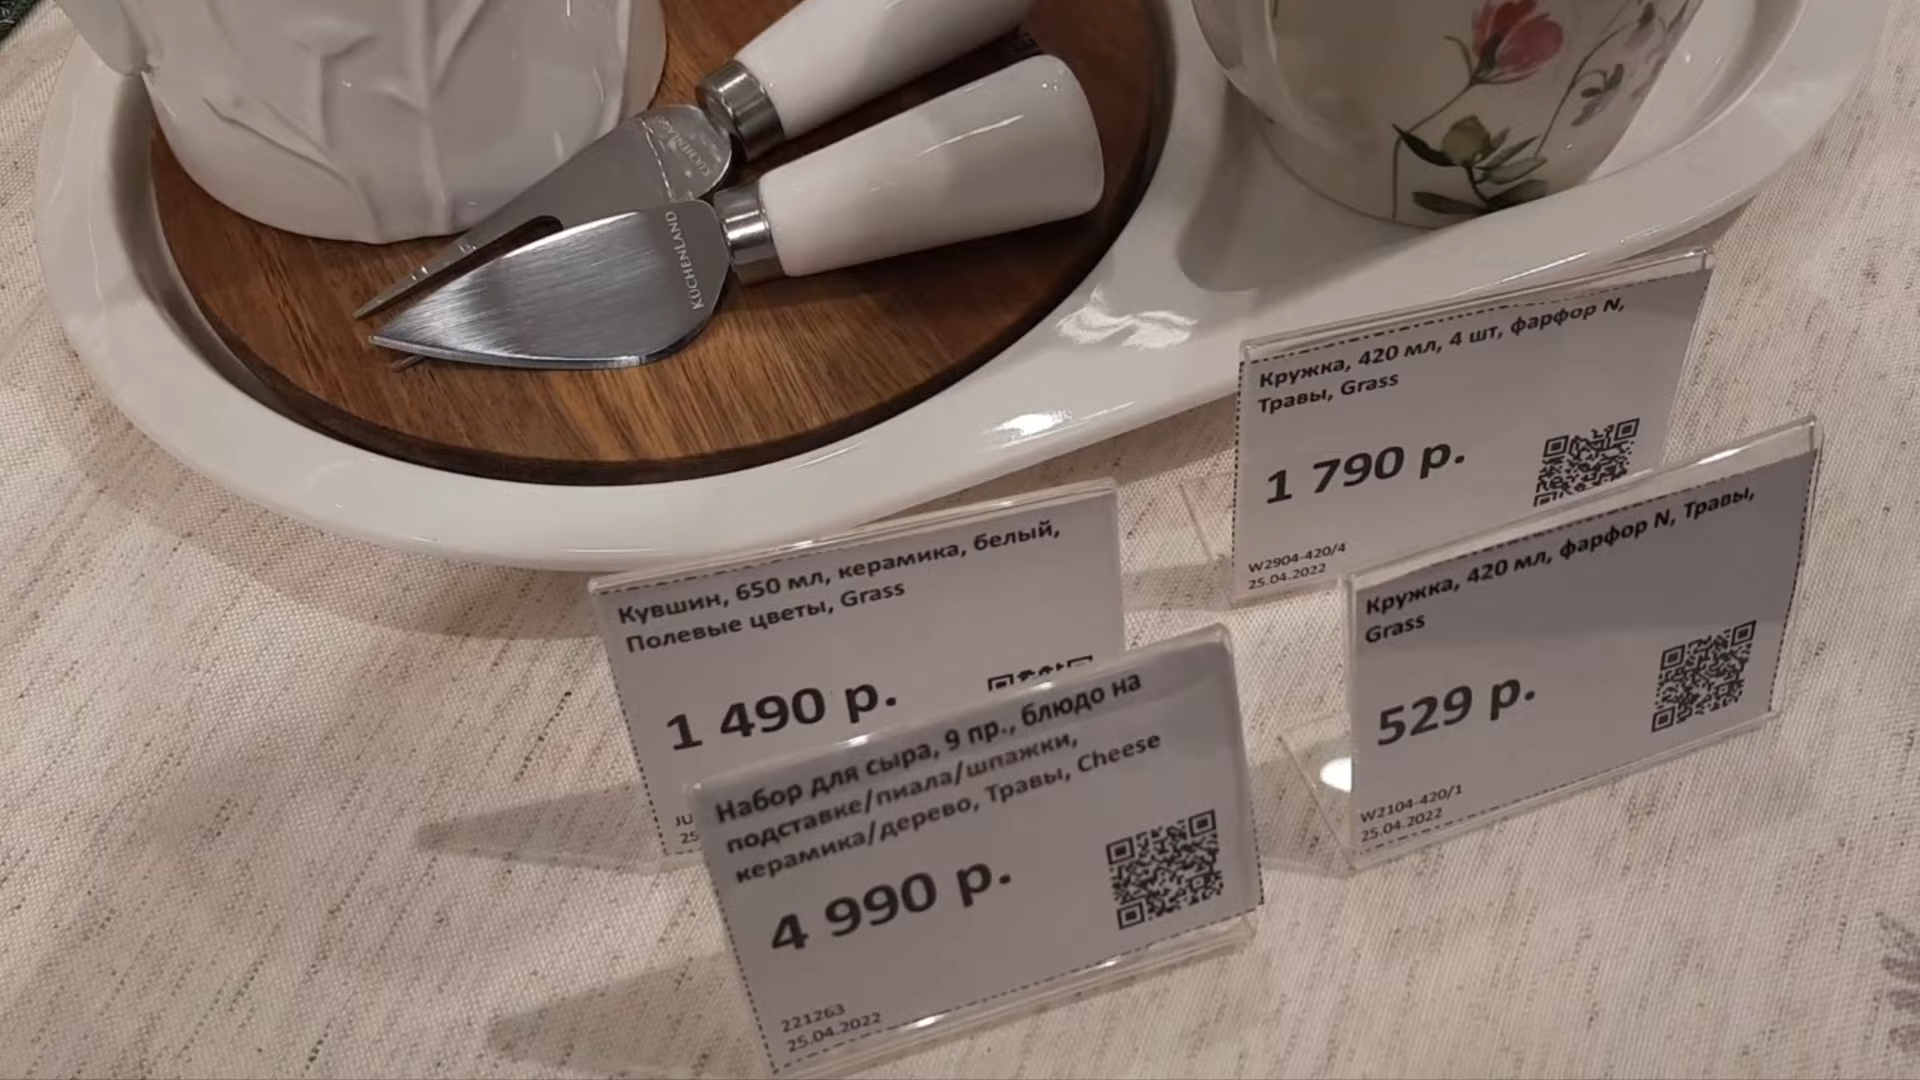 KUCHENLAND
KUCHENLAND
Кружка, 420 мл, 4 шт, фарфор N,
Травы, Grass
1 790 р.
W2904-420/4
25.04.2022
Кувшин, 650 мл, керамика, белый,
Полевые цветы, Grass
1 490 р.
JU
25
Кружка, 420 мл, фарфор N, Травы,
Grass
529 р.
W2104-420/1
25.04.2022
Набор для сыра, 9 пр., блюдо на
подставке/пиала/шпажки,
керамика/дерево, Травы, Cheese
4 990 р.
221263
25.04.2022